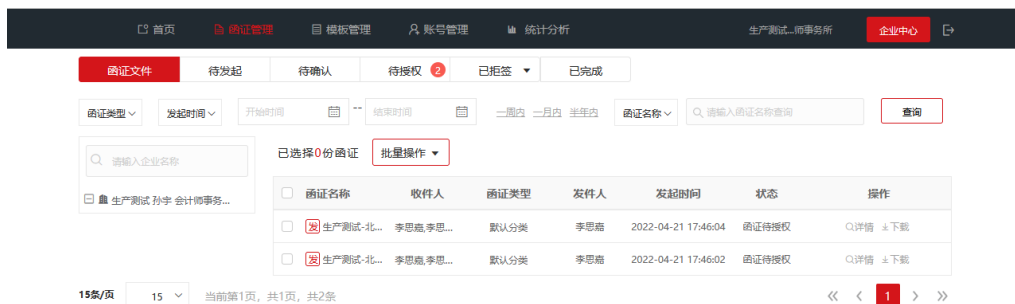 首页 函证管理 模板管理 账号管理 统计分析 生产测试...师事务所 企业中心
函证文件 待发起 待确认 待授权 2 已拒签 已完成
函证类型 发起时间 开始时间 -- 结束时间 一周内 一月内 半年内 函证名称 请输入函证名称查询 查询
请输入企业名称 已选择0份函证 批量操作
生产测试 孙宇 会计师事务...
函证名称 收件人 函证类型 发件人 发起时间 状态 操作
发 生产测试-北... 李思嘉,李思... 默认分类 李思嘉 2022-04-21 17:46:04 函证待授权 详情 下载
发 生产测试-北... 李思嘉,李思... 默认分类 李思嘉 2022-04-21 17:46:02 函证待授权 详情 下载
15条/页 15 当前第1页，共1页，共2条 1